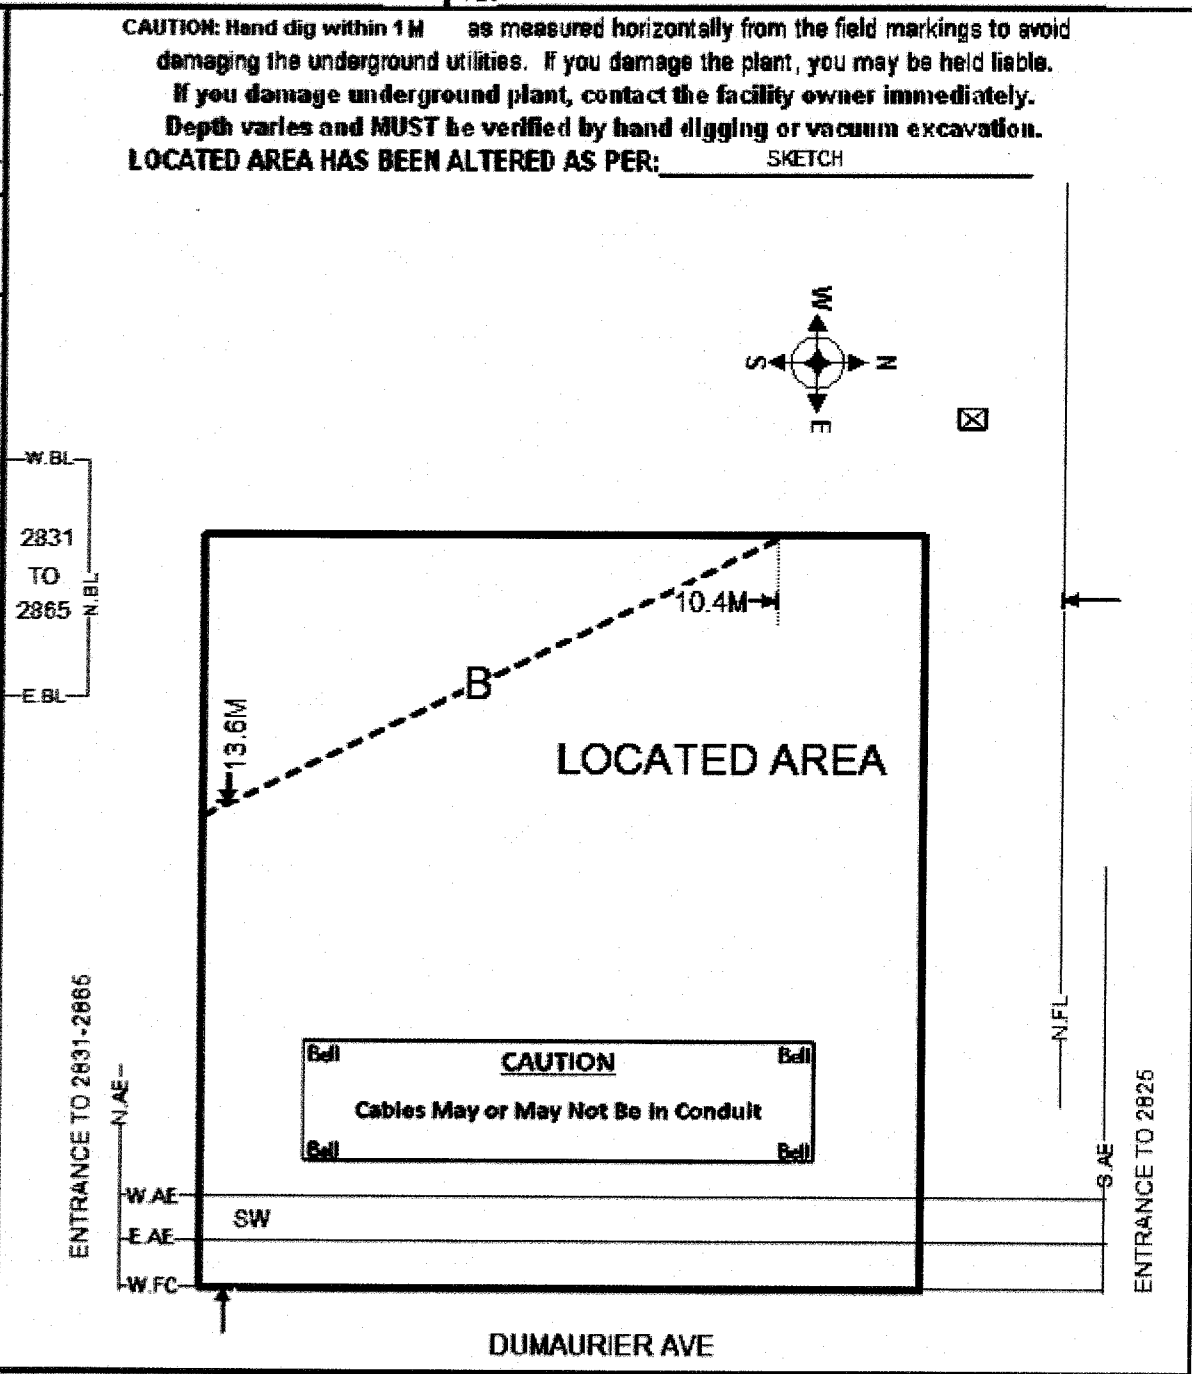 CAUTION: Hand dig within 1 M as measured horizontally from the field markings to avoid
damaging the underground utilities. If you damage the plant, you may be held liable.
If you damage underground plant, contact the facility owner immediately.
Depth varies and MUST be verified by hand digging or vacuum excavation.
LOCATED AREA HAS BEEN ALTERED AS PER: SKETCH
W
S
N
E
W.BL
2831
TO
2865
N.BL
E.BL
10.4M
B
13.6M
LOCATED AREA
ENTRANCE TO 2831-2865
N.AE
Bell
CAUTION
Bell
Cables May or May Not Be in Conduit
Bell
Bell
N.FL
S.AE
ENTRANCE TO 2825
W.AE
SW
E.AE
W.FC
DUMAURIER AVE